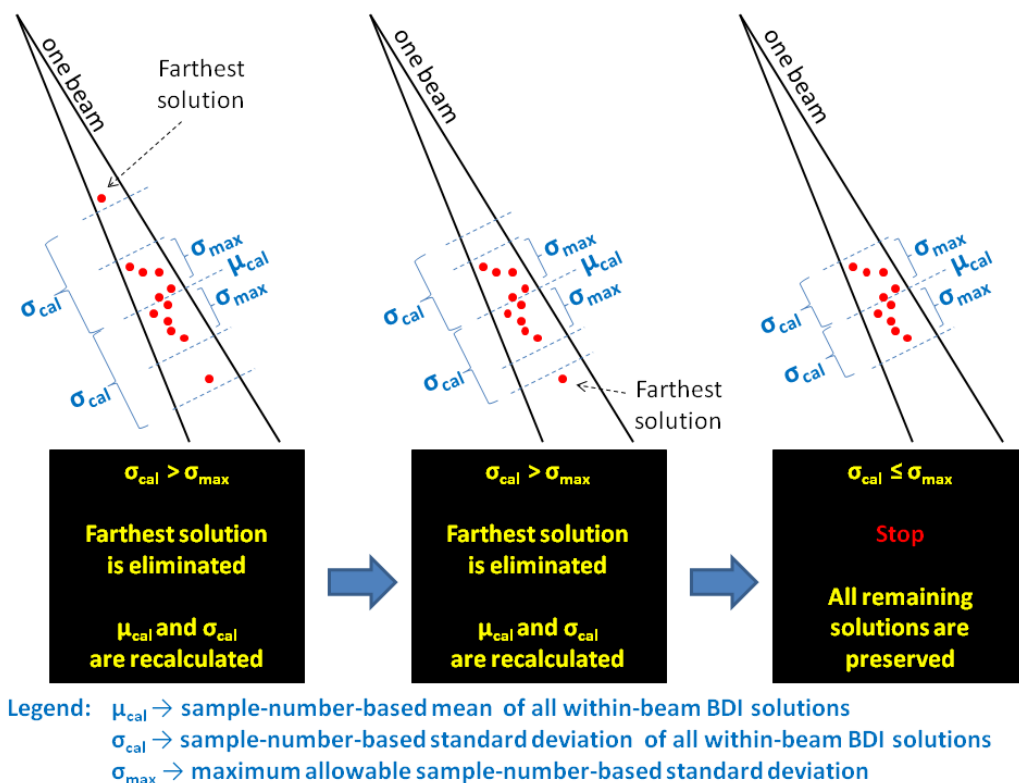 one beam
Farthest
solution
σmax
μcal
σmax
σcal
σcal
one beam
σmax
μcal
σmax
σcal
σcal
Farthest
solution
one beam
σmax
μcal
σmax
σcal
σcal
σcal > σmax
Farthest solution
is eliminated
μcal and σcal
are recalculated
σcal > σmax
Farthest solution
is eliminated
μcal and σcal
are recalculated
σcal ≤ σmax
Stop
All remaining
solutions are
preserved
Legend: μcal → sample-number-based mean of all within-beam BDI solutions
σcal → sample-number-based standard deviation of all within-beam BDI solutions
σmax → maximum allowable sample-number-based standard deviation